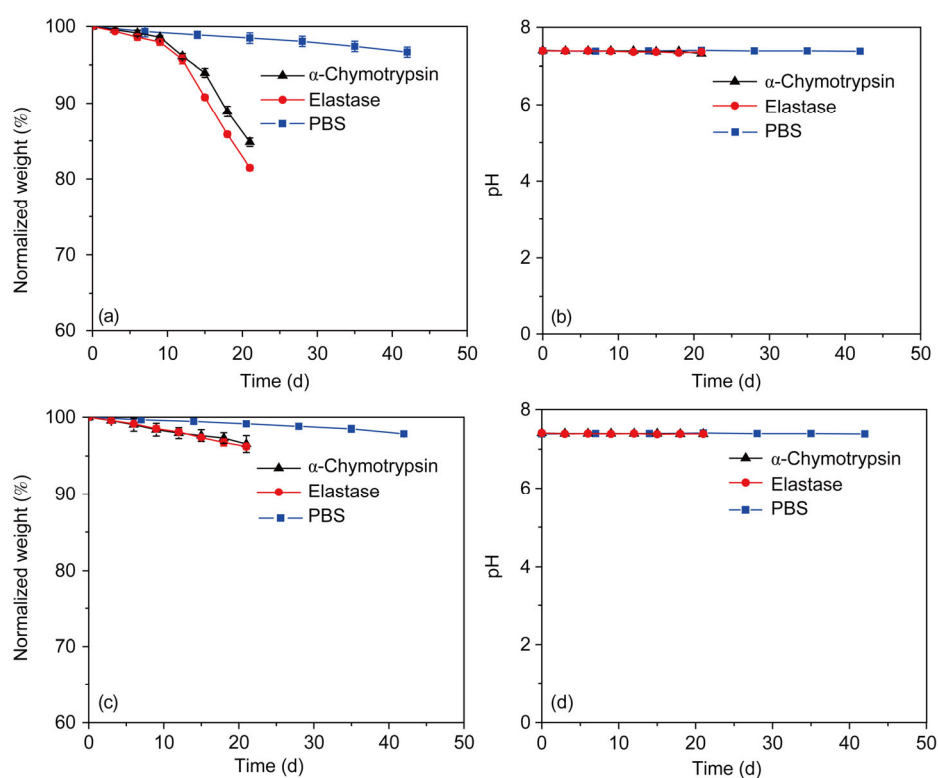 100
90
80
70
60
Normalized weight (%)
α-Chymotrypsin
Elastase
PBS
(a)
0 10 20 30 40 50
Time (d)
8
6
4
2
0
pH
α-Chymotrypsin
Elastase
PBS
(b)
0 10 20 30 40 50
Time (d)
100
90
80
70
60
Normalized weight (%)
α-Chymotrypsin
Elastase
PBS
(c)
0 10 20 30 40 50
Time (d)
8
6
4
2
0
pH
α-Chymotrypsin
Elastase
PBS
(d)
0 10 20 30 40 50
Time (d)